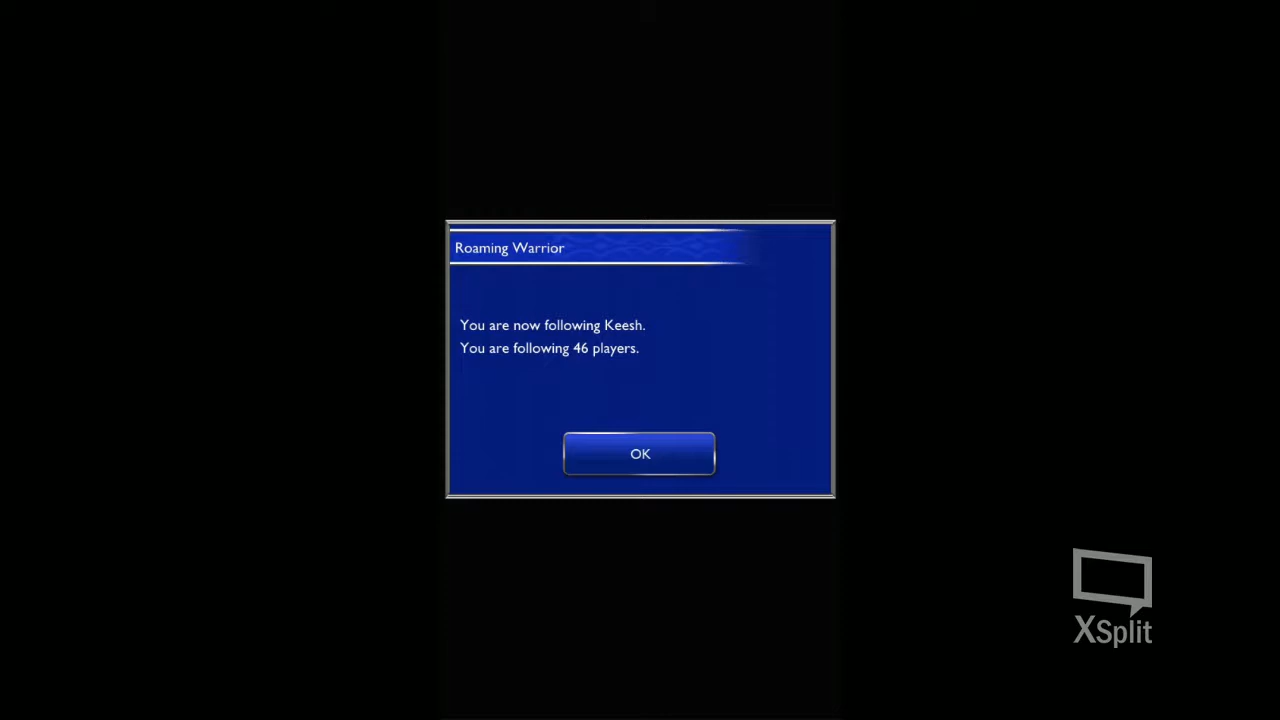 Roaming Warrior
You are now following Keesh.
You are following 46 players.
OK
XSplit